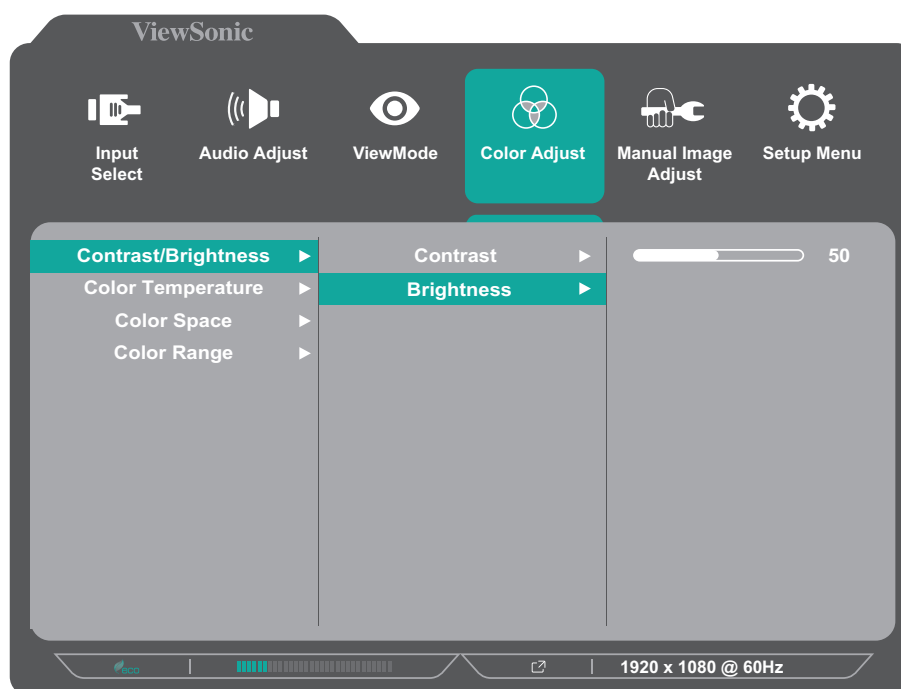 ViewSonic
Input Select
Audio Adjust
ViewMode
Color Adjust
Manual Image Adjust
Setup Menu
Contrast/Brightness
Contrast
50
Color Temperature
Brightness
Color Space
Color Range
eco
1920 x 1080 @ 60Hz